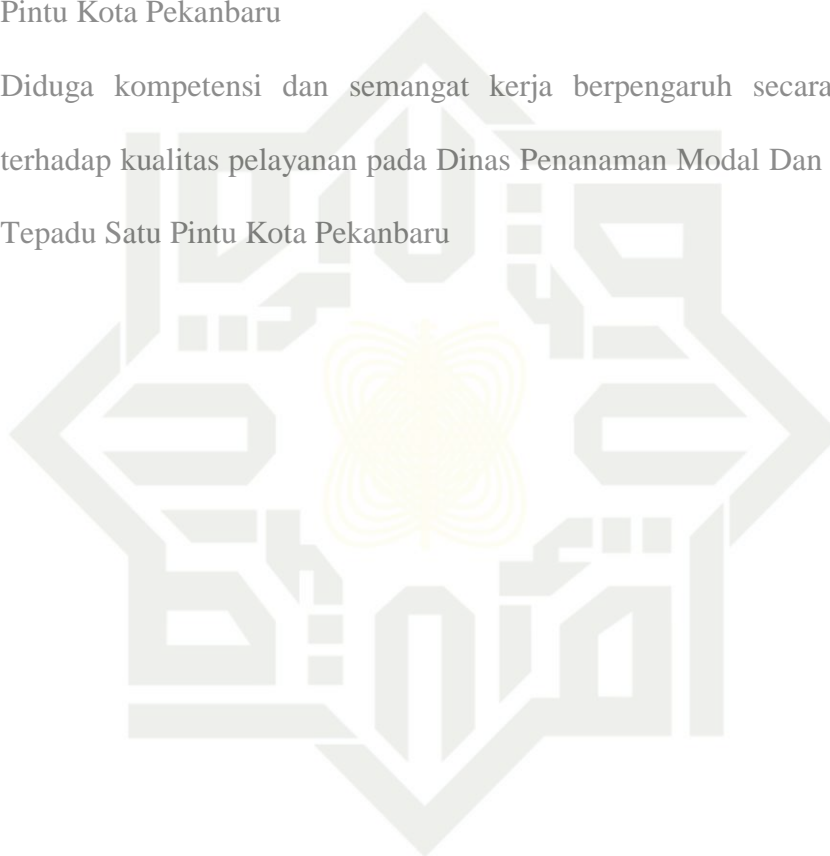 Pintu Kota Pekanbaru
Diduga kompetensi dan semangat kerja berpengaruh secara
terhadap kualitas pelayanan pada Dinas Penanaman Modal Dan
Tepadu Satu Pintu Kota Pekanbaru